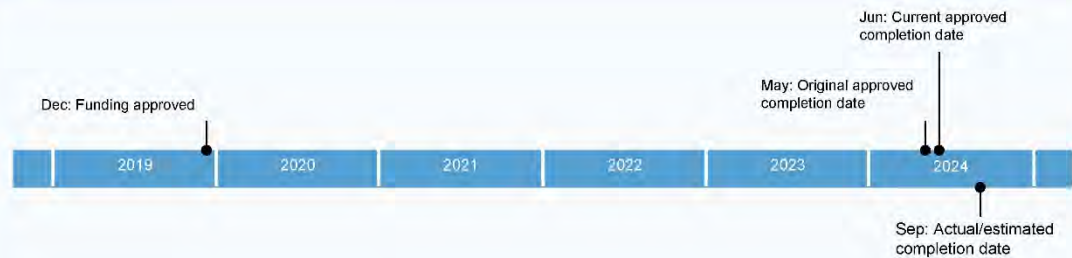 Jun: Current approved
completion date
May: Original approved
completion date
Dec: Funding approved
2019 2020 2021 2022 2023 2024
Sep: Actual/estimated
completion date